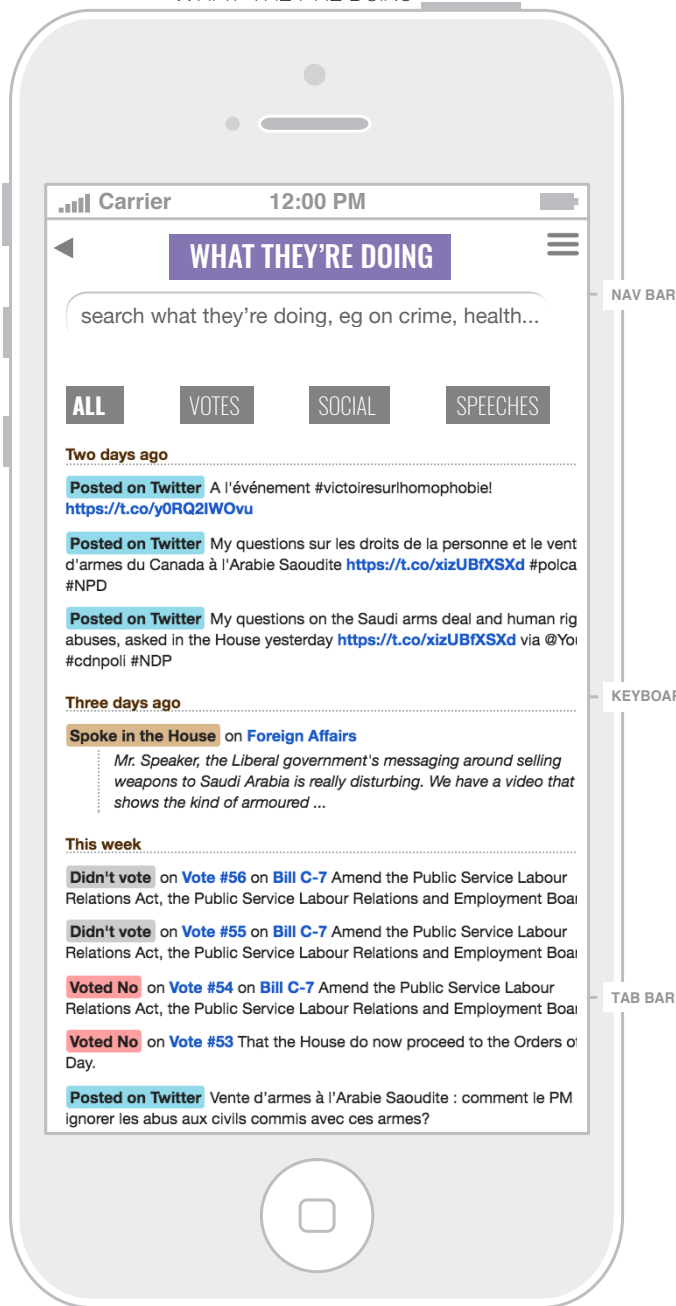 Carrier 12:00 PM
WHAT THEY'RE DOING
NAV BAR
search what they're doing, eg on crime, health...
ALL VOTES SOCIAL SPEECHES
Two days ago
Posted on Twitter A l'événement #victoiresurlhomophobie!
https://t.co/y0RQ2IWOvu
Posted on Twitter My questions sur les droits de la personne et le vent
d'armes du Canada à l'Arabie Saoudite https://t.co/xizUBfXSXd #polca
#NPD
Posted on Twitter My questions on the Saudi arms deal and human rig
abuses, asked in the House yesterday https://t.co/xizUBfXSXd via @You
#cdnpoli #NDP
Three days ago
KEYBOAR
Spoke in the House on Foreign Affairs
Mr. Speaker, the Liberal government's messaging around selling
weapons to Saudi Arabia is really disturbing. We have a video that
shows the kind of armoured ...
This week
Didn't vote on Vote #56 on Bill C-7 Amend the Public Service Labour
Relations Act, the Public Service Labour Relations and Employment Boar
Didn't vote on Vote #55 on Bill C-7 Amend the Public Service Labour
Relations Act, the Public Service Labour Relations and Employment Boar
Voted No on Vote #54 on Bill C-7 Amend the Public Service Labour
Relations Act, the Public Service Labour Relations and Employment Boar
TAB BAR
Voted No on Vote #53 That the House do now proceed to the Orders of
Day.
Posted on Twitter Vente d'armes à l'Arabie Saoudite : comment le PM
ignorer les abus aux civils commis avec ces armes?